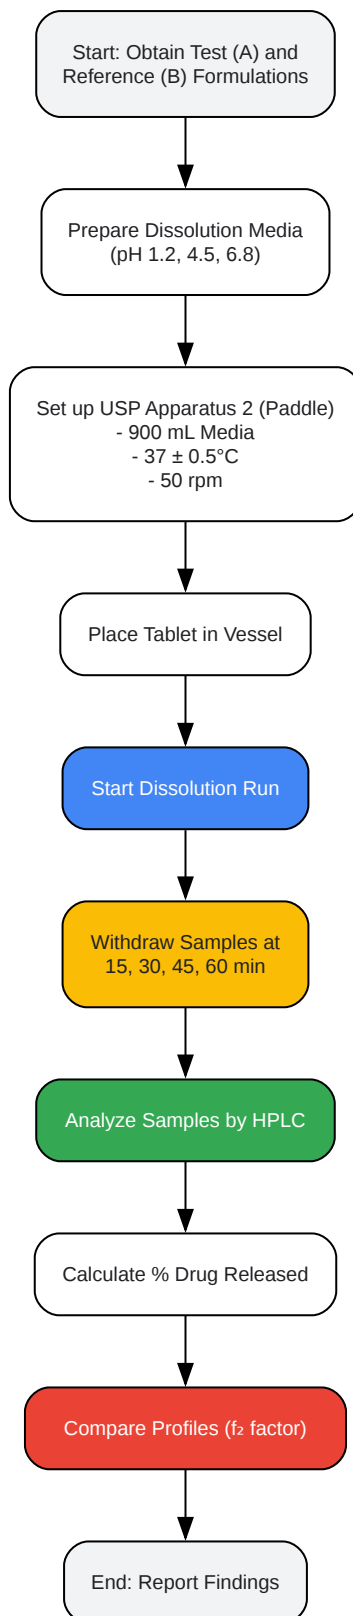 Start: Obtain Test (A) and
Reference (B) Formulations
Prepare Dissolution Media
(pH 1.2, 4.5, 6.8)
Set up USP Apparatus 2 (Paddle)
- 900 mL Media
- 37 ± 0.5°C
- 50 rpm
Place Tablet in Vessel
Start Dissolution Run
Withdraw Samples at
15, 30, 45, 60 min
Analyze Samples by HPLC
Calculate % Drug Released
Compare Profiles (f₂ factor)
End: Report Findings